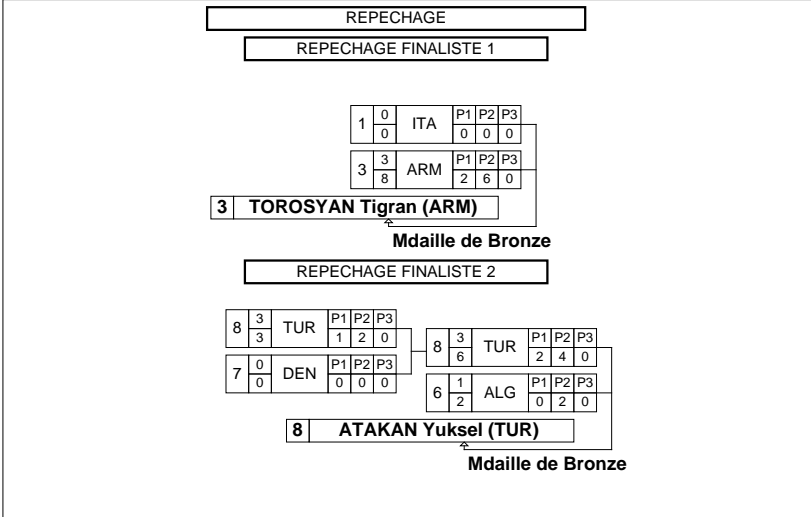 REPECHAGE
REPECHAGE FINALISTE 1
1 0 ITA P1 P2 P3
0 0 0 0
3 3 ARM P1 P2 P3
8 2 6 0
3 TOROSYAN Tigran (ARM)
Mdaille de Bronze
REPECHAGE FINALISTE 2
8 3 TUR P1 P2 P3
3 1 2 0
7 0 DEN P1 P2 P3
0 0 0 0
8 3 TUR P1 P2 P3
6 2 4 0
6 1 ALG P1 P2 P3
2 0 2 0
8 ATAKAN Yuksel (TUR)
Mdaille de Bronze